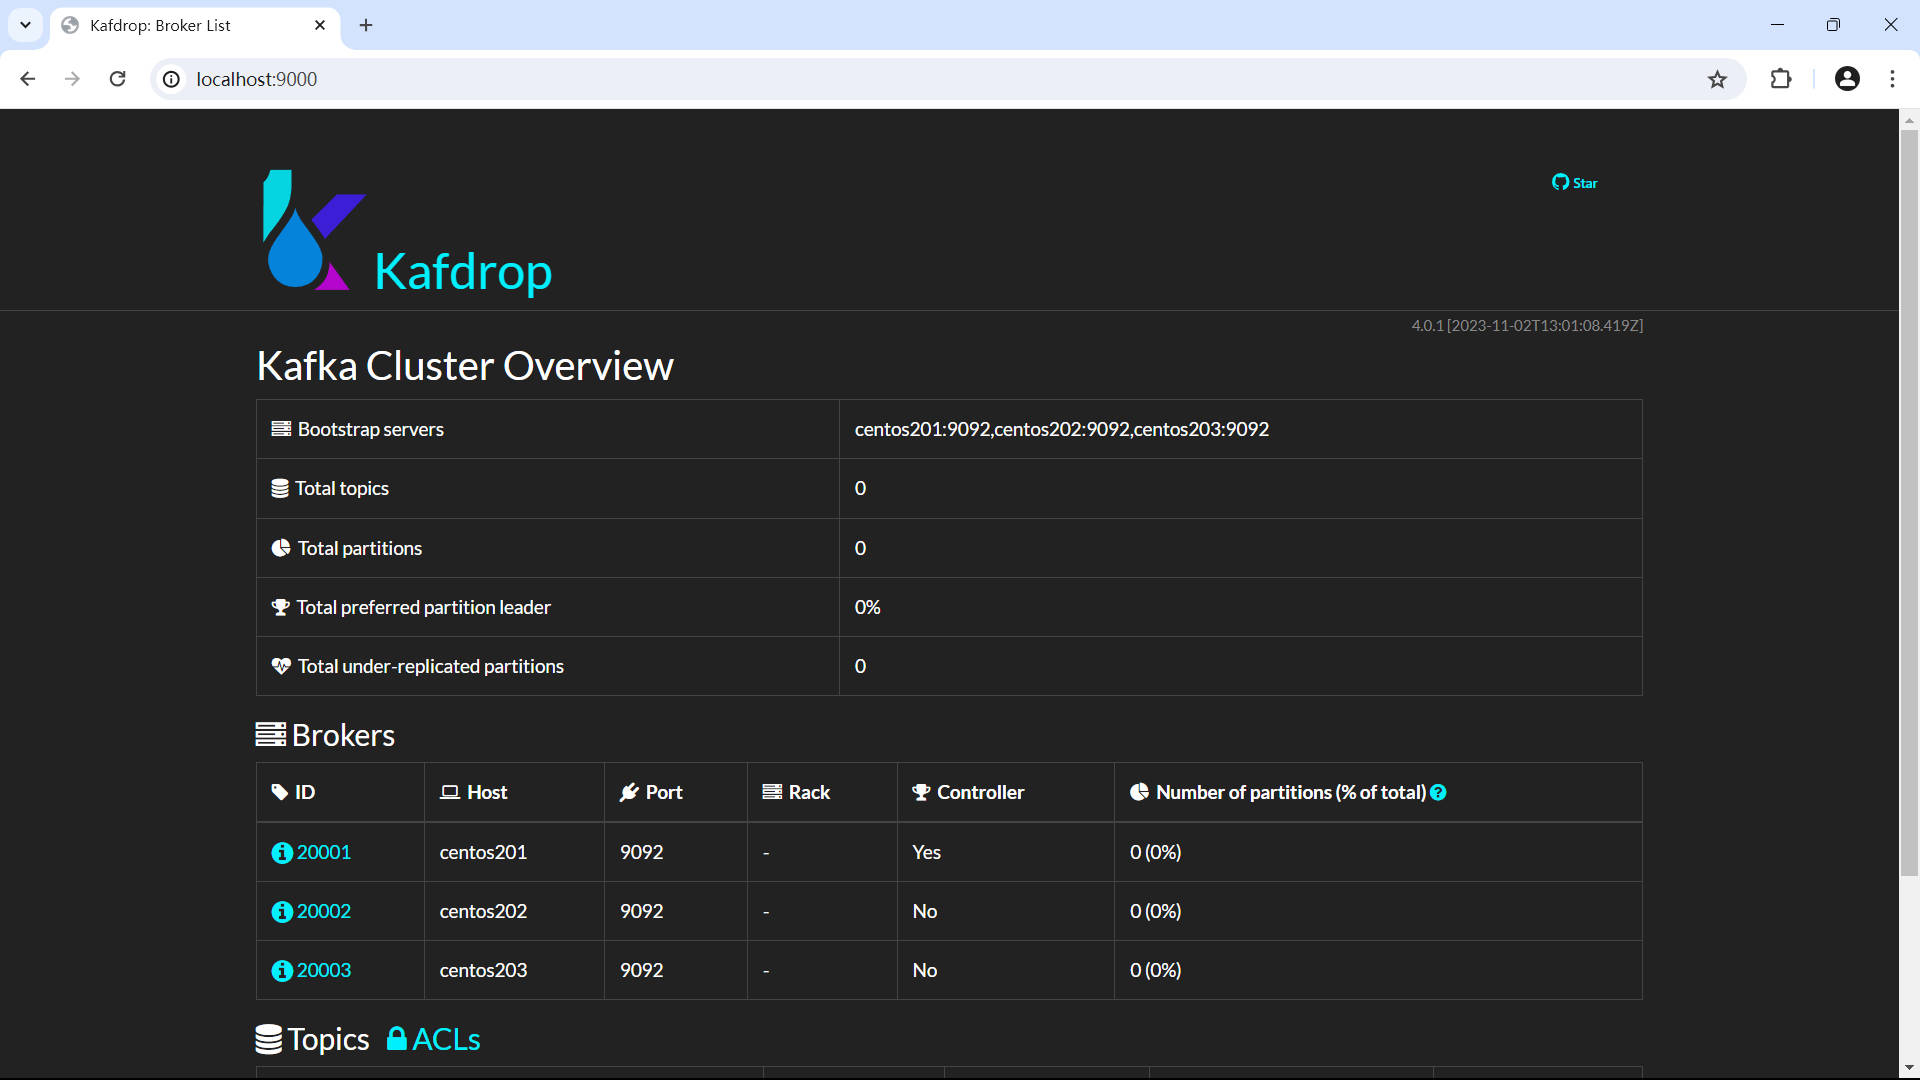 Kafdrop: Broker List
localhost:9000
Star
Kafdrop
4.0.1 [2023-11-02T13:01:08.419Z]
Kafka Cluster Overview
Bootstrap servers centos201:9092,centos202:9092,centos203:9092
Total topics 0
Total partitions 0
Total preferred partition leader 0%
Total under-replicated partitions 0
Brokers
ID Host Port Rack Controller Number of partitions (% of total) ?
20001 centos201 9092 - Yes 0 (0%)
20002 centos202 9092 - No 0 (0%)
20003 centos203 9092 - No 0 (0%)
Topics ACLs